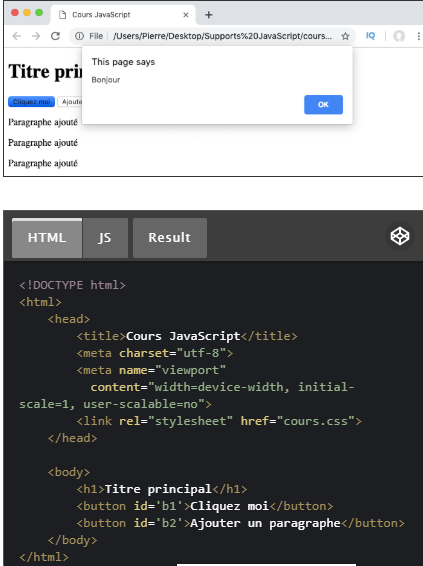 Cours JavaScript
File | /Users/Pierre/Desktop/Supports%20JavaScript/cours...
IQ
Titre prin
This page says
Bonjour
OK
Cliquez moi Ajoute
Paragraphe ajouté
Paragraphe ajouté
Paragraphe ajouté
HTML JS Result
<!DOCTYPE html>
<html>
<head>
<title>Cours JavaScript</title>
<meta charset="utf-8">
<meta name="viewport"
content="width=device-width, initial-
scale=1, user-scalable=no">
<link rel="stylesheet" href="cours.css">
</head>
<body>
<h1>Titre principal</h1>
<button id='b1'>Cliquez moi</button>
<button id='b2'>Ajouter un paragraphe</button>
</body>
</html>